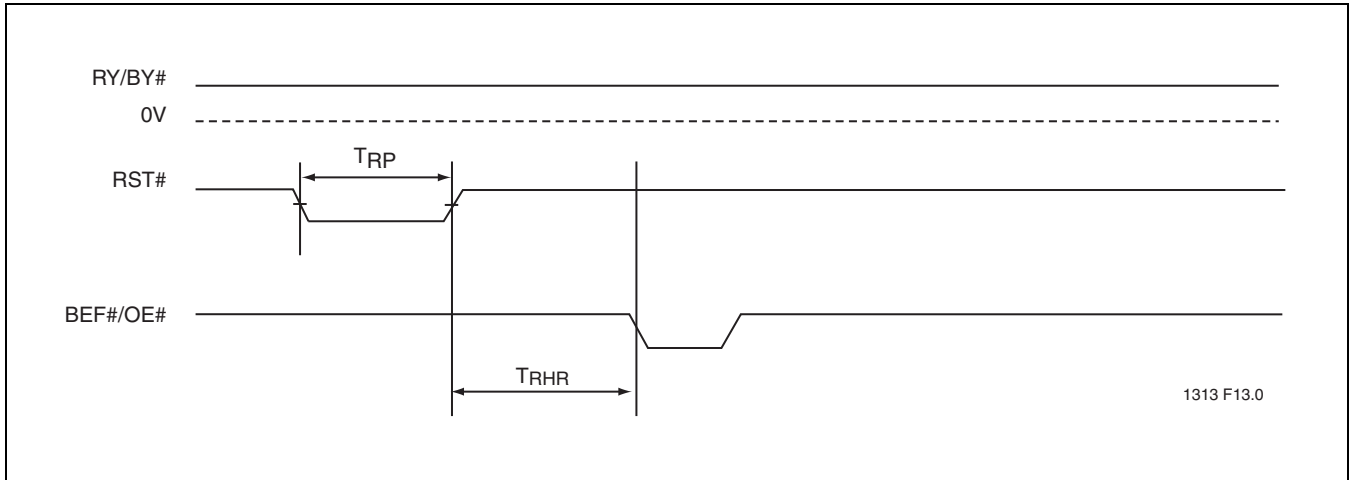 RY/BY#
0V
TRP
RST#
BEF#/OE#
TRHR
1313 F13.0